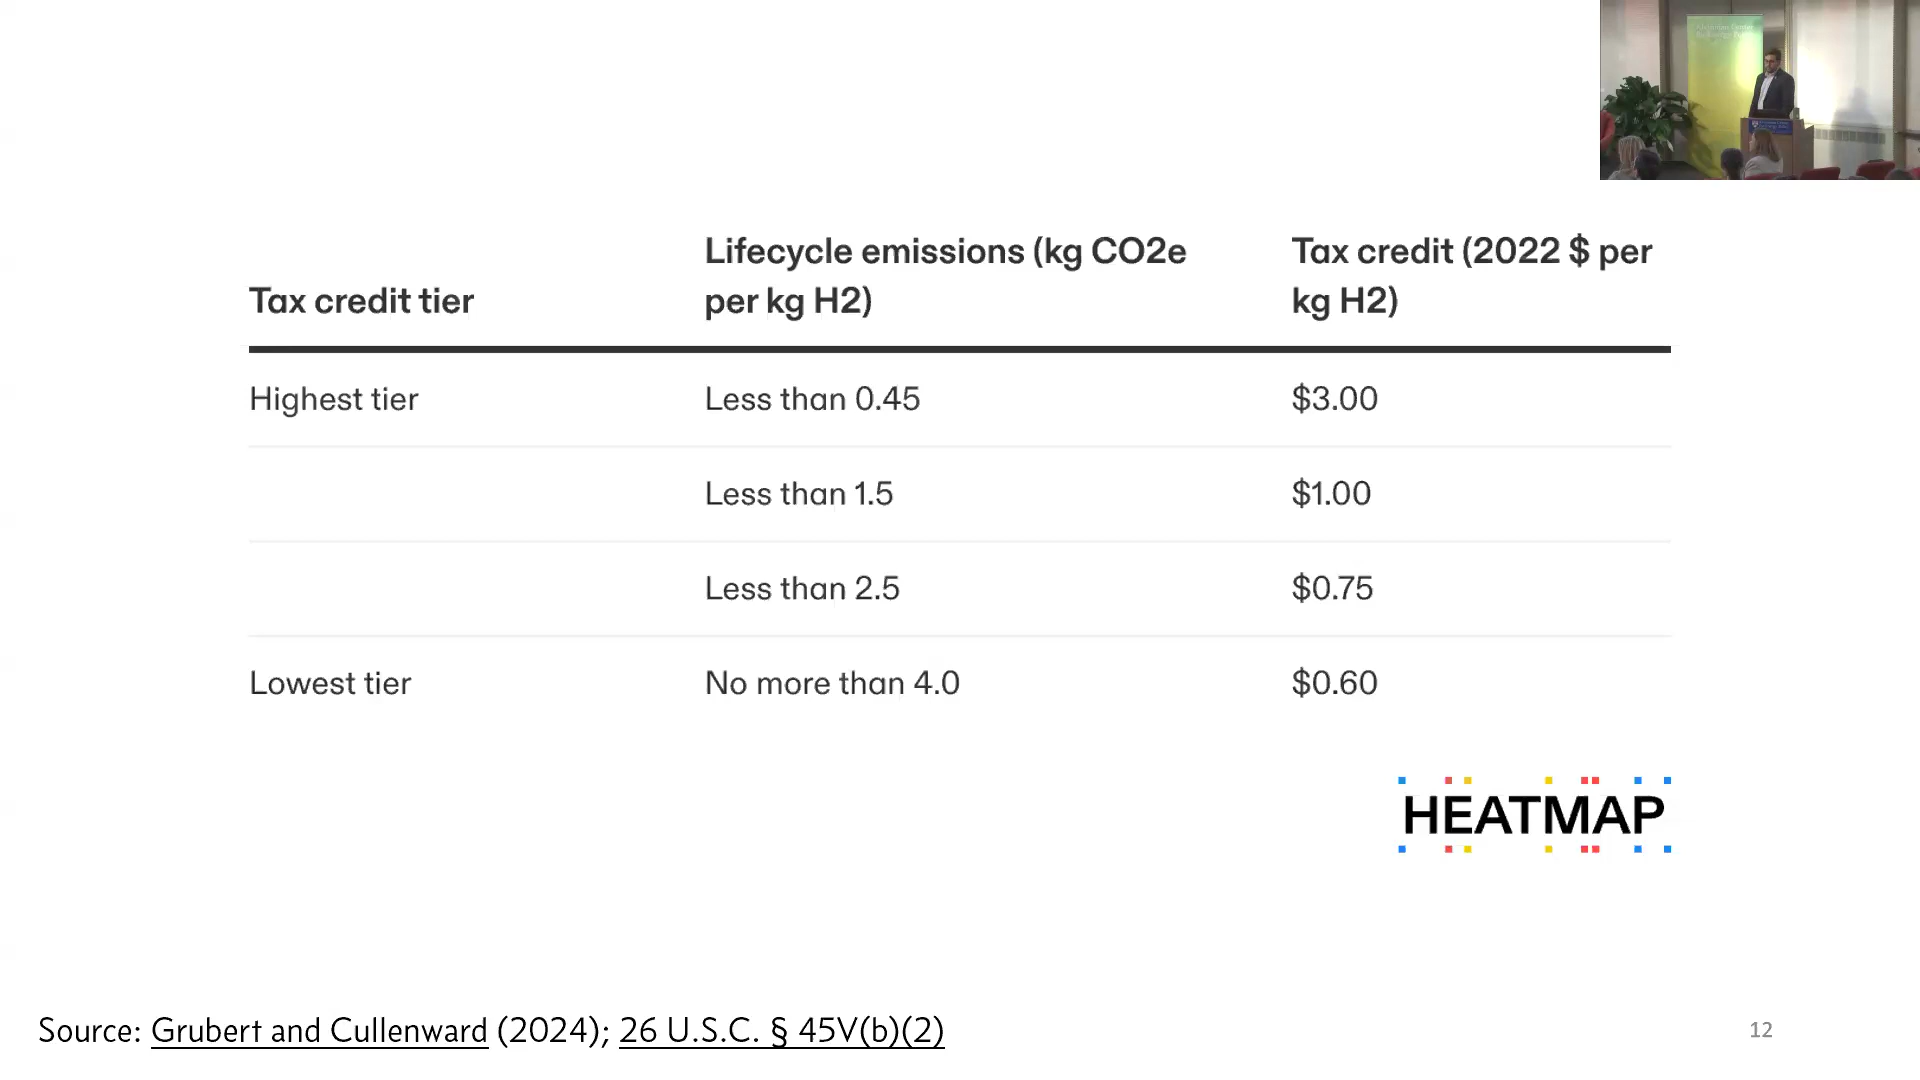 Tax credit tier
Lifecycle emissions (kg CO2e
per kg H2)
Tax credit (2022 $ per
kg H2)
Highest tier
Less than 0.45
$3.00
Less than 1.5
$1.00
Less than 2.5
$0.75
Lowest tier
No more than 4.0
$0.60
HEATMAP
Source: Grubert and Cullenward (2024); 26 U.S.C. § 45V(b)(2)
12